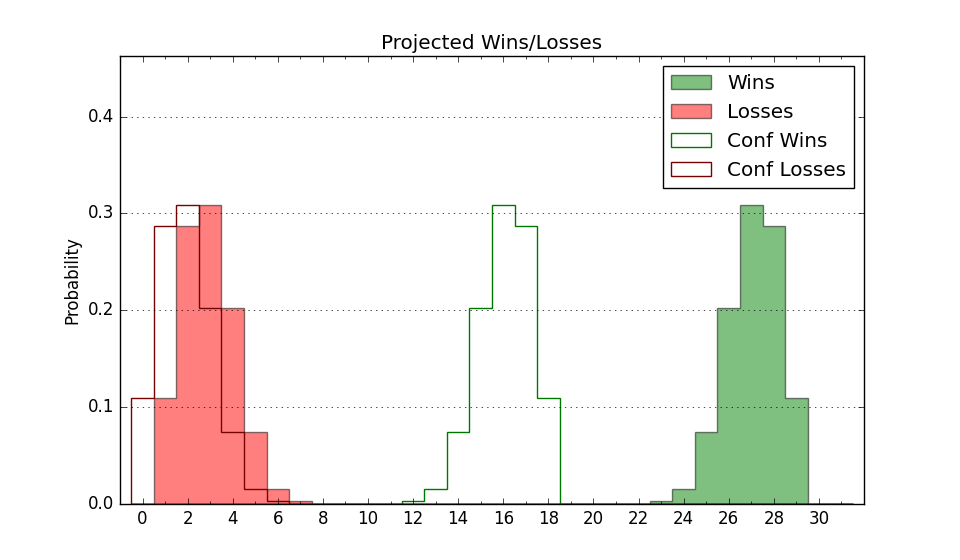 Projected Wins/Losses
Wins
Losses
Conf Wins
Conf Losses
Probability
0.4
0.3
0.2
0.1
0.0
0 2 4 6 8 10 12 14 16 18 20 22 24 26 28 30